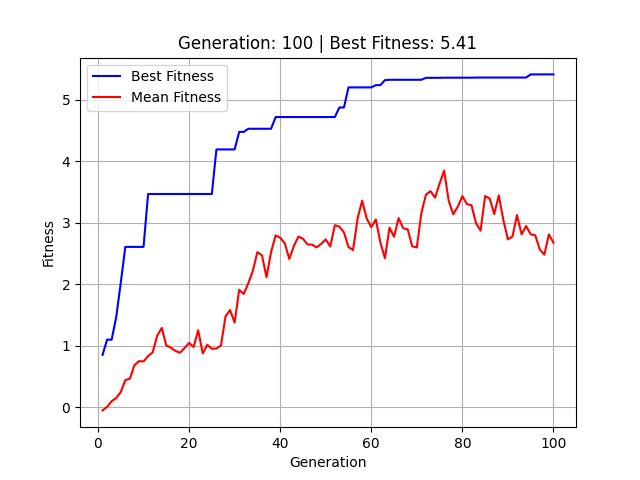 Generation: 100 | Best Fitness: 5.41
Best Fitness
Mean Fitness
5
4
3
2
1
0
Fitness
0 20 40 60 80 100
Generation